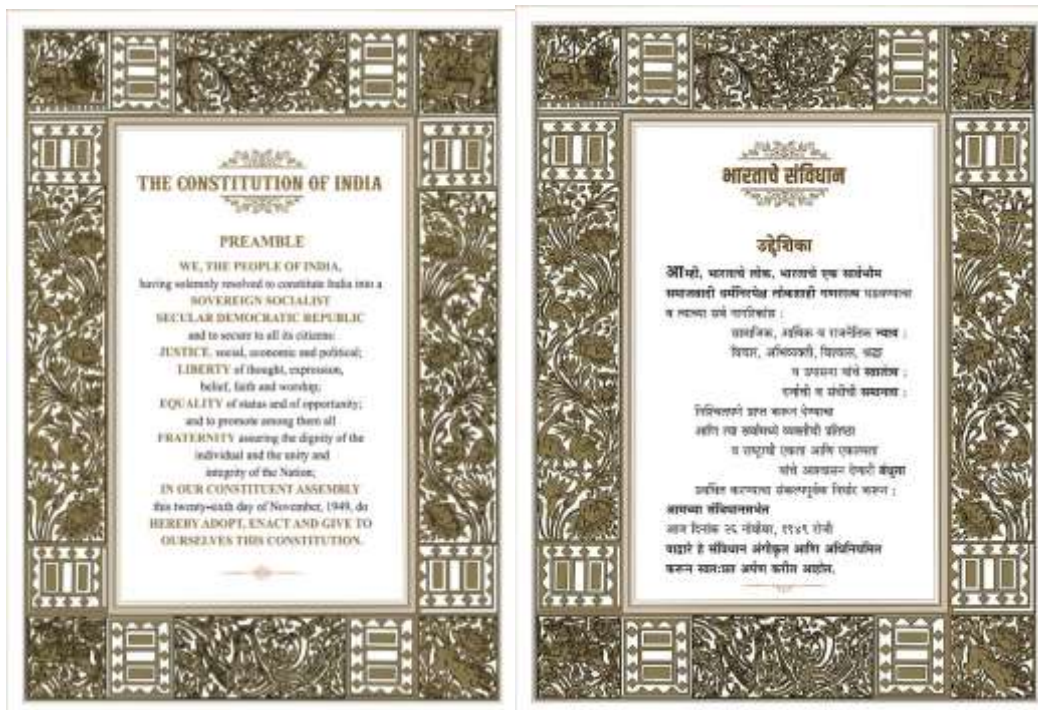 THE CONSTITUTION OF INDIA
PREAMBLE
WE, THE PEOPLE OF INDIA,
having solemnly resolved to constitute India into a
SOVEREIGN SOCIALIST
SECULAR DEMOCRATIC REPUBLIC
and to secure to all its citizens:
JUSTICE, social, economic and political;
LIBERTY of thought, expression,
belief, faith and worship;
EQUALITY of status and of opportunity;
and to promote among them all
FRATERNITY assuring the dignity of the
individual and the unity and
integrity of the Nation;
IN OUR CONSTITUENT ASSEMBLY
this twenty-sixth day of November, 1949, do
HEREBY ADOPT, ENACT AND GIVE TO
OURSELVES THIS CONSTITUTION.
भारताचे संविधान
उद्देशिका
आम्ही, भारताचे लोक, भारताचे एक सार्वभौम
समाजवादी धर्मनिरपेक्ष लोकशाही गणराज्य घडवण्याचा
व त्याच्या सर्व नागरिकांस :
सामाजिक, आर्थिक व राजनैतिक न्याय ;
विचार, अभिव्यक्ती, विश्वास, श्रद्धा
व उपासना यांचे स्वातंत्र्य ;
दर्जाची व संधीची समानता ;
निश्चितपणे प्राप्त करून देण्याचा
आणि त्या सर्वांमध्ये व्यक्तीची प्रतिष्ठा
व राष्ट्राची एकता आणि एकात्मता
यांचे आश्वासन देणारी बंधुता
प्रवर्धित करण्याचा संकल्पपूर्वक निर्धार करून ;
आमच्या संविधानसभेत
आज दिनांक २६ नोव्हेंबर, १९४९ रोजी
याद्वारे हे संविधान अंगीकृत आणि अधिनियमित
करून स्वतःप्रत अर्पण करीत आहोत.